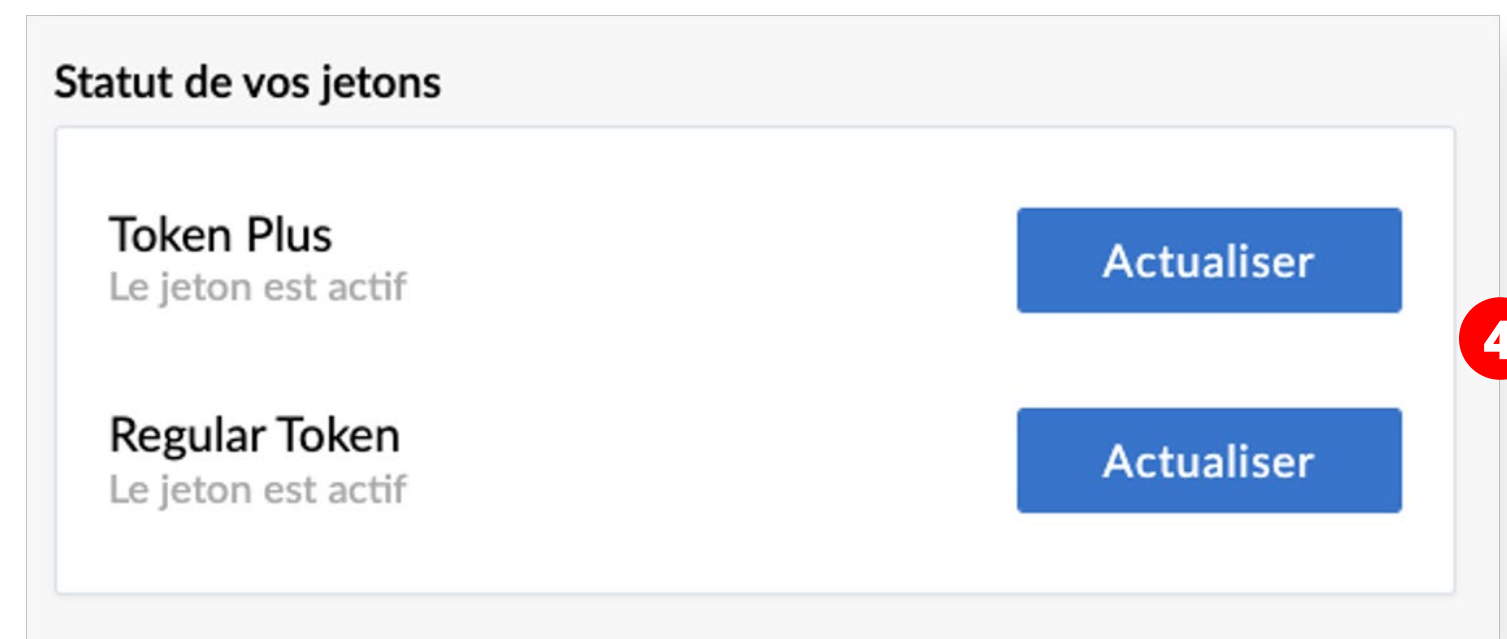 Statut de vos jetons
Token Plus
Le jeton est actif
Actualiser
4
Regular Token
Le jeton est actif
Actualiser